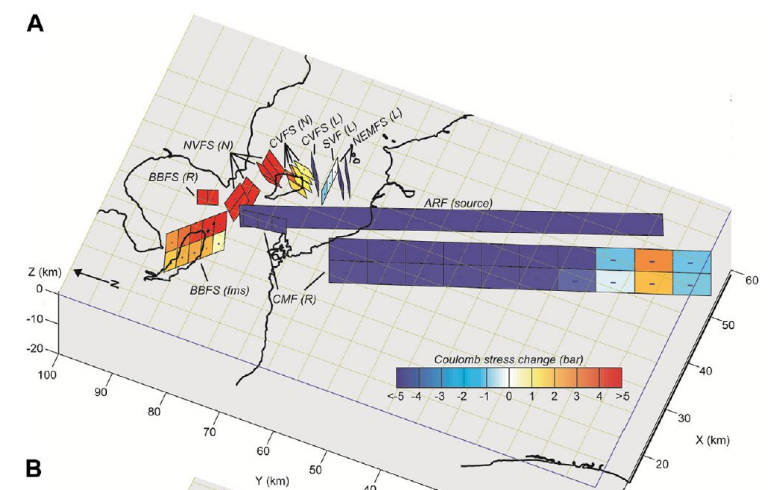 A
NVFS (N)
CVFS (N)
CVFS (L)
SVF (L)
NEMFS (L)
BBFS (R)
ARF (source)
BBFS (fms)
CMF (R)
Z (km)
0
-10
-20
N
100
90
80
70
60
50
40
Y (km)
60
50
40
30
20
X (km)
Coulomb stress change (bar)
<-5 -4 -3 -2 -1 0 1 2 3 4 >5
B